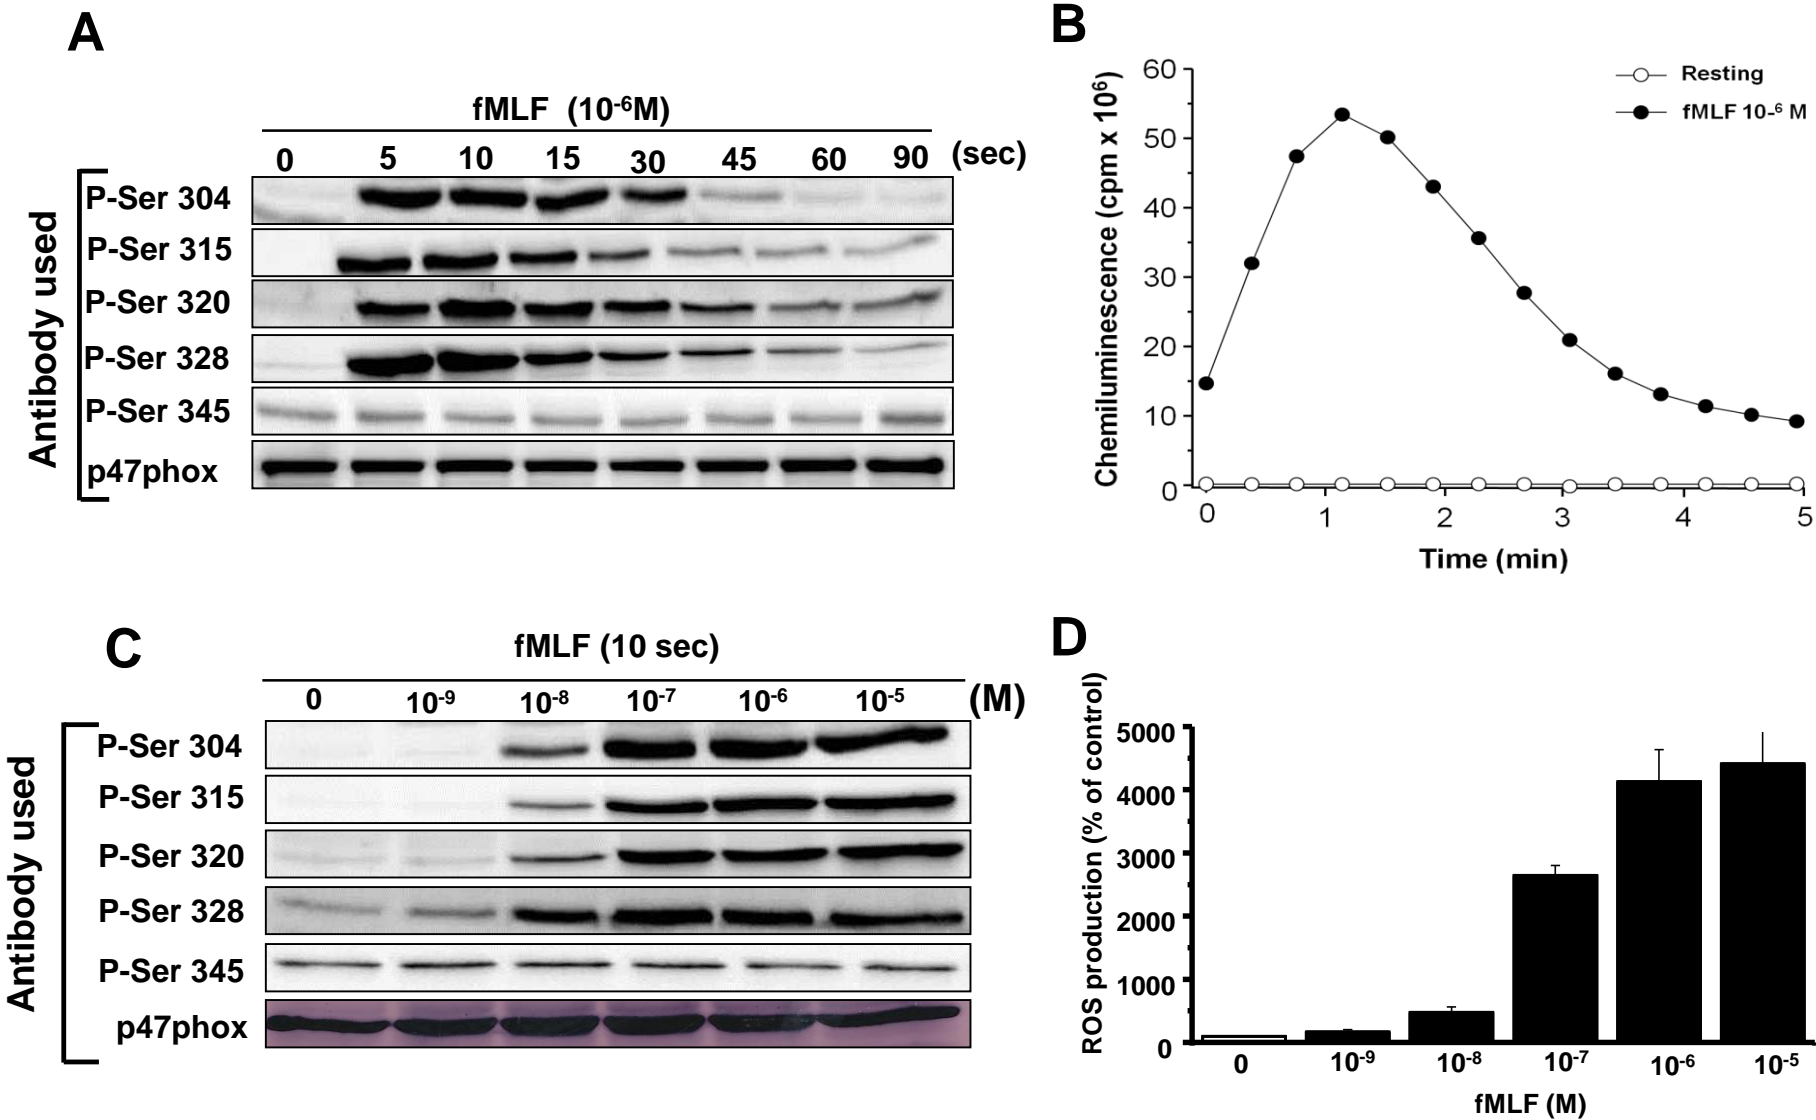 A
fMLF (10-6M)
0 5 10 15 30 45 60 90 (sec)
Antibody used
P-Ser 304
P-Ser 315
P-Ser 320
P-Ser 328
P-Ser 345
p47phox
B
Chemiluminescence (cpm x 10⁶)
60
50
40
30
20
10
0
0 1 2 3 4 5
Time (min)
Resting
fMLF 10-⁶ M
C
fMLF (10 sec)
0 10-9 10-8 10-7 10-6 10-5 (M)
Antibody used
P-Ser 304
P-Ser 315
P-Ser 320
P-Ser 328
P-Ser 345
p47phox
D
ROS production (% of control)
5000
4000
3000
2000
1000
0
0 10-9 10-8 10-7 10-6 10-5
fMLF (M)